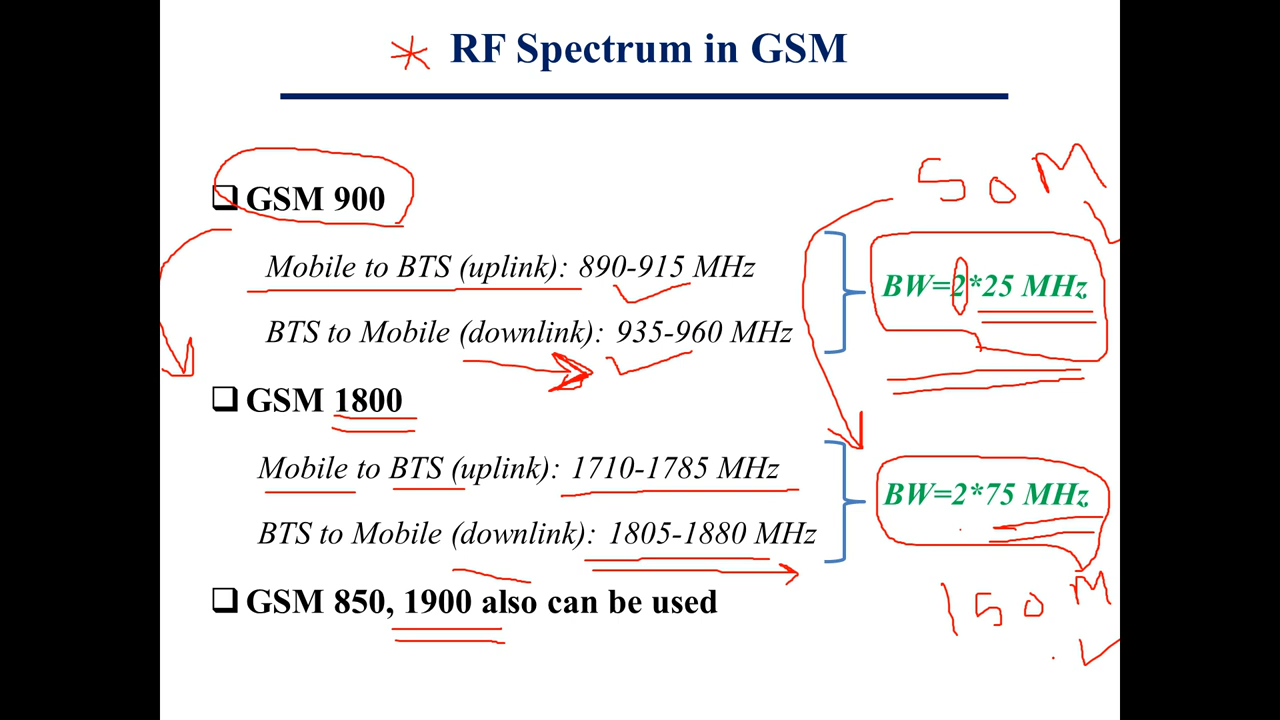 * RF Spectrum in GSM
❑ GSM 900
50M
Mobile to BTS (uplink): 890-915 MHz
BW=2*25 MHz
BTS to Mobile (downlink): 935-960 MHz
❑ GSM 1800
Mobile to BTS (uplink): 1710-1785 MHz
BW=2*75 MHz
BTS to Mobile (downlink): 1805-1880 MHz
❑ GSM 850, 1900 also can be used
150M